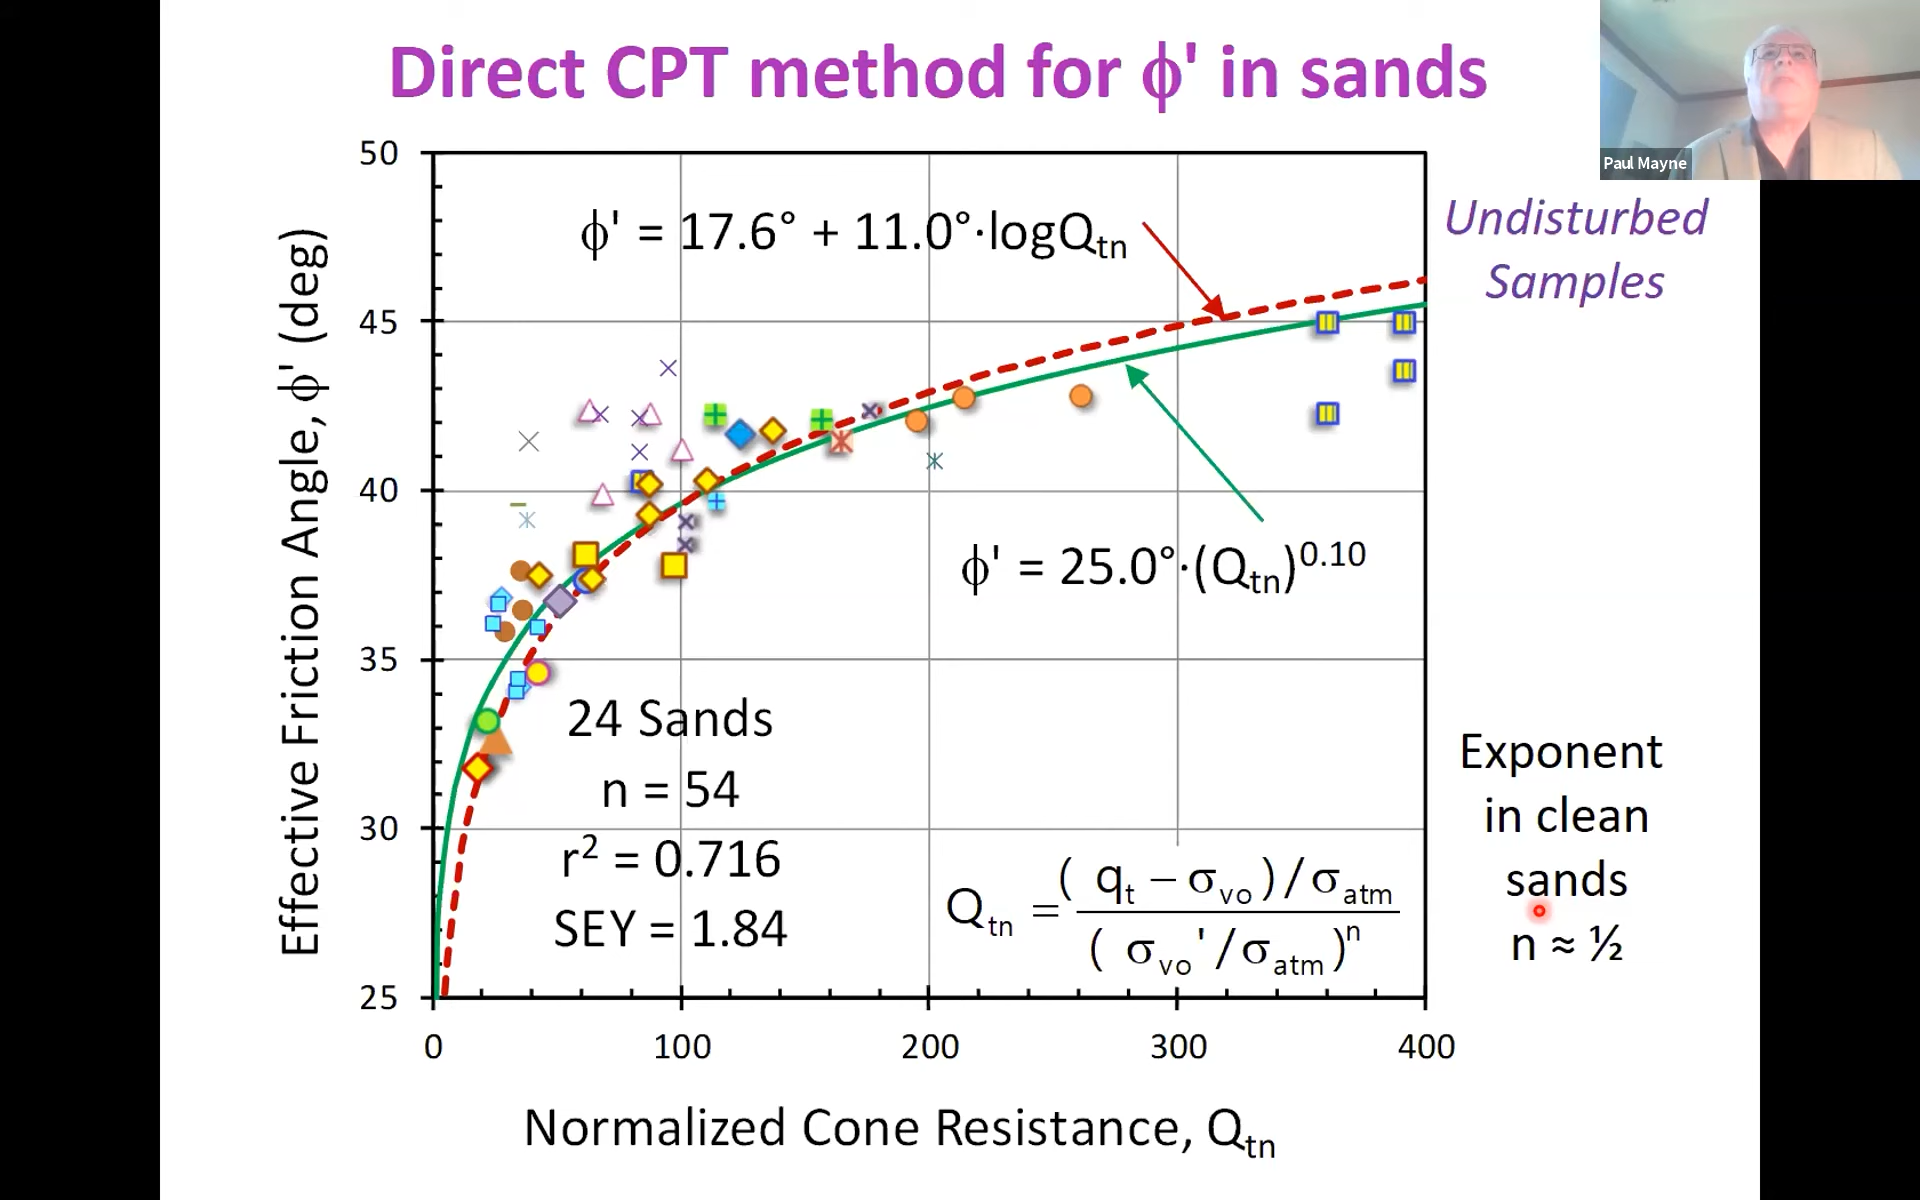 Direct CPT method for ϕ' in sands
Paul Mayne
Undisturbed
Samples
Effective Friction Angle, ϕ' (deg)
50
45
40
35
30
25
ϕ' = 17.6° + 11.0°·logQtn
ϕ' = 25.0°·(Qtn)^0.10
24 Sands
n = 54
r² = 0.716
SEY = 1.84
Qtn = ( qt − σvo )/σatm / ( σvo'/σatm )^n
Exponent
in clean
sands
n ≈ ½
0 100 200 300 400
Normalized Cone Resistance, Qtn